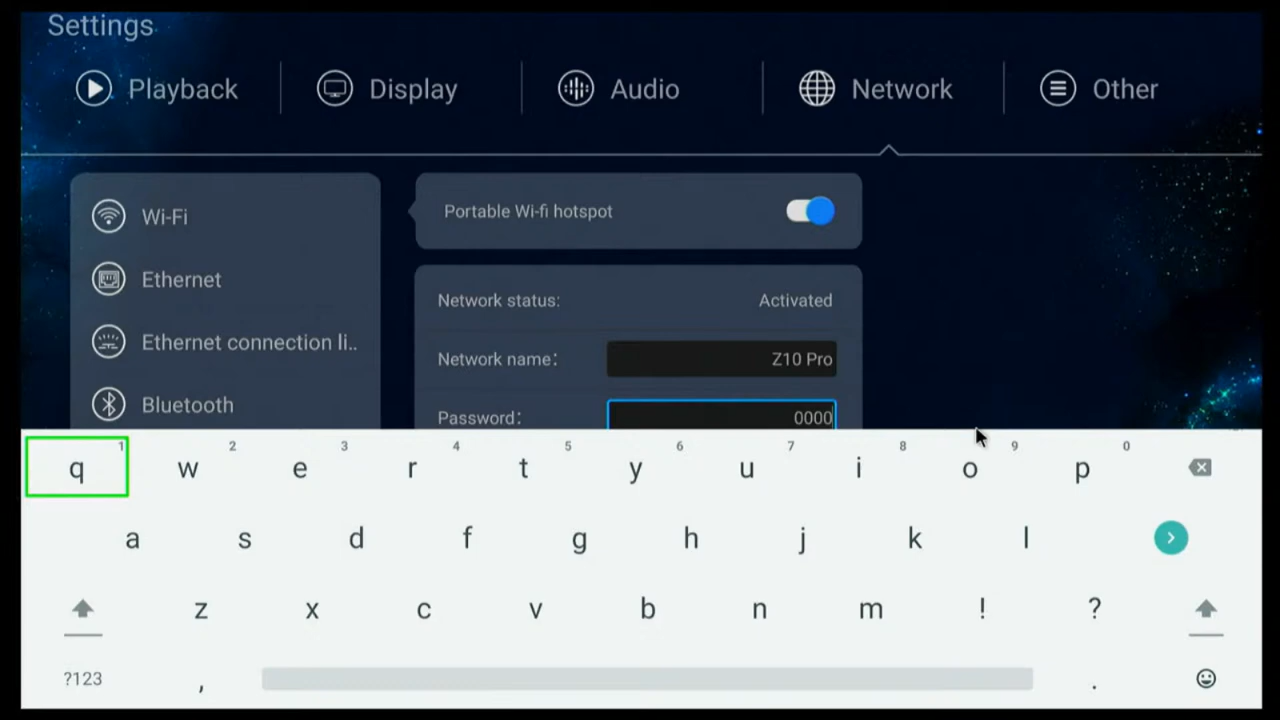 Settings
Playback Display Audio Network Other
Wi-Fi
Ethernet
Ethernet connection li..
Bluetooth
Portable Wi-fi hotspot
Network status: Activated
Network name: Z10 Pro
Password: 0000
1 2 3 4 5 6 7 8 9 0
q w e r t y u i o p
a s d f g h j k l
z x c v b n m ! ?
?123 , .